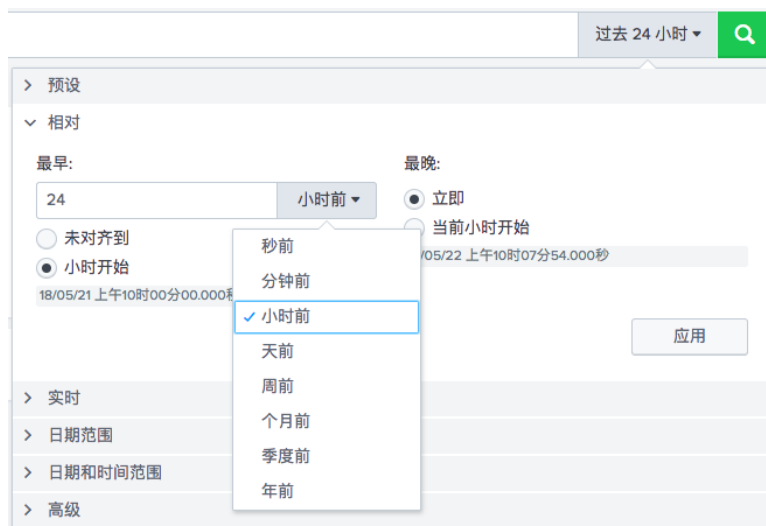 过去 24 小时
预设
相对
最早:
最晚:
24
小时前
立即
未对齐到
当前小时开始
小时开始
/05/22 上午10时07分54.000秒
18/05/21 上午10时00分00.000
秒前
分钟前
小时前
天前
周前
个月前
季度前
年前
应用
实时
日期范围
日期和时间范围
高级